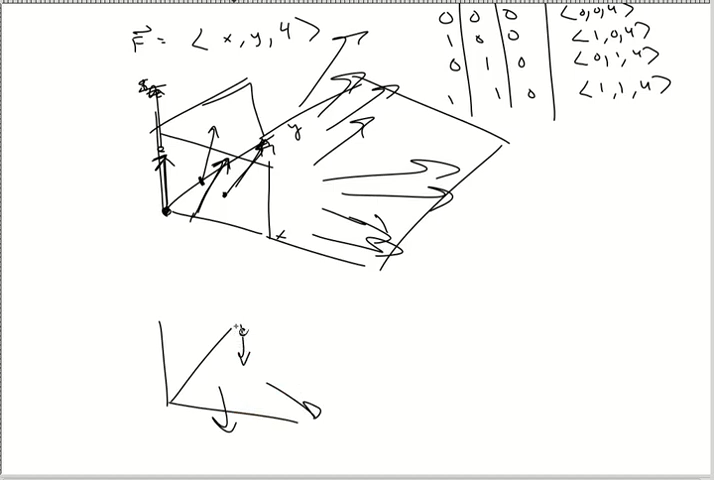 F = < x, y, 4 >
0 0 0 <0,0,4>
1 0 0 <1,0,4>
0 1 0 <0,1,4>
1 1 0 <1,1,4>
y
x